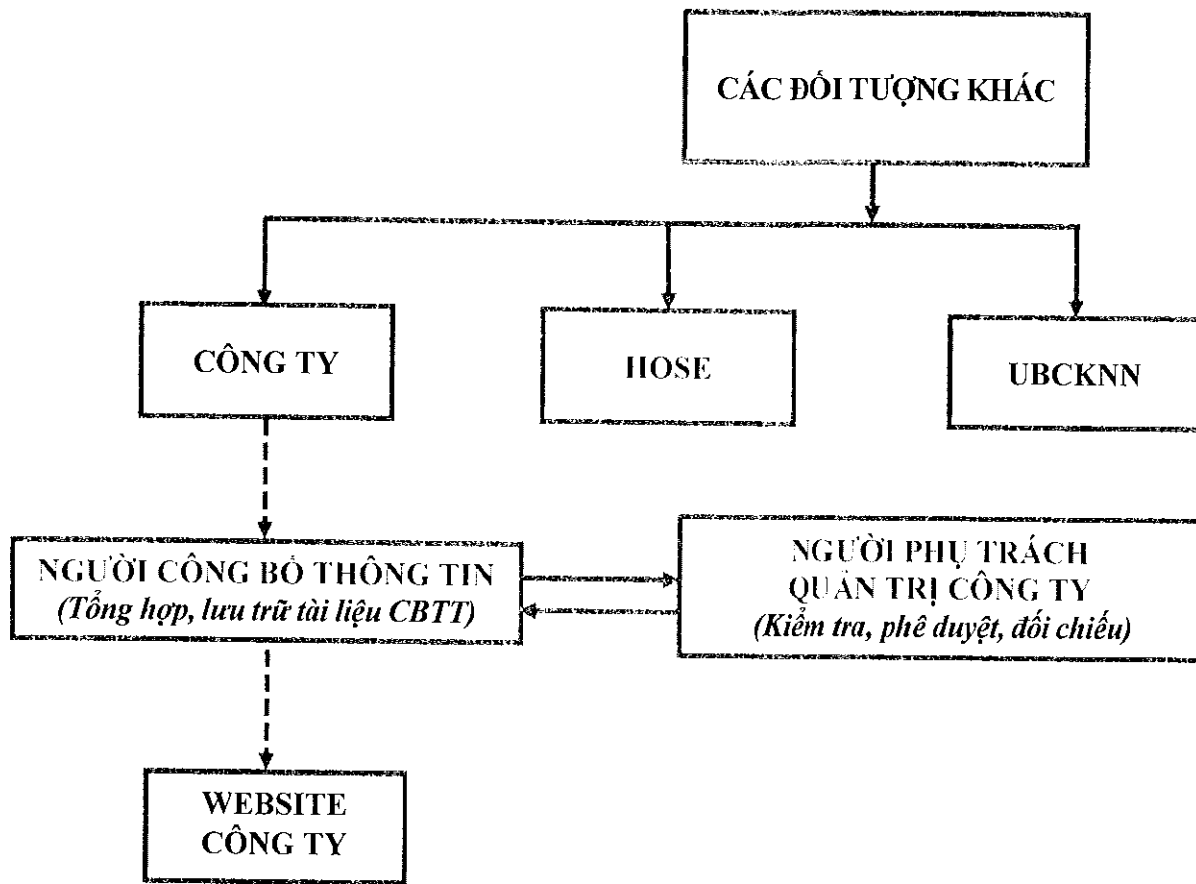 CÁC ĐỐI TƯỢNG KHÁC
CÔNG TY
HOSE
UBCKNN
NGƯỜI CÔNG BỐ THÔNG TIN
(Tổng hợp, lưu trữ tài liệu CBTT)
NGƯỜI PHỤ TRÁCH
QUẢN TRỊ CÔNG TY
(Kiểm tra, phê duyệt, đối chiếu)
WEBSITE
CÔNG TY